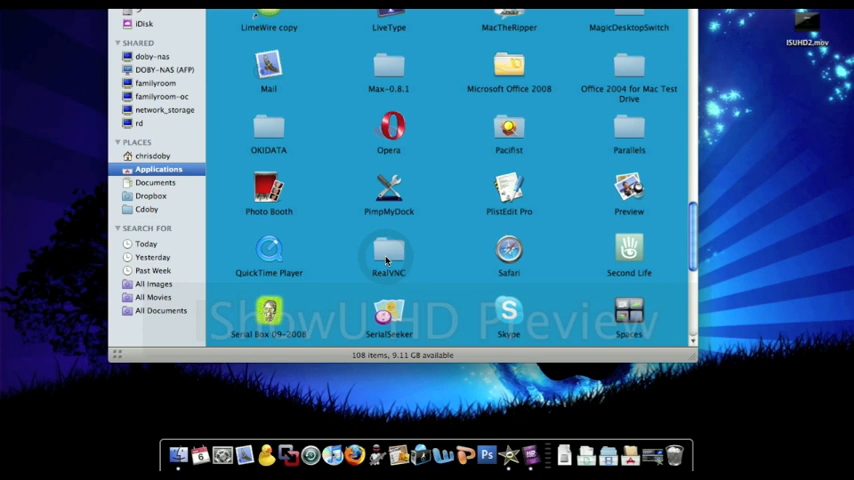 iDisk
LimeWire copy
LiveType
MacTheRipper
MagicDesktopSwitch
ISUHD2.mov
SHARED
doby-nas
DOBY-NAS (AFP)
familyroom
familyroom-oc
network_storage
rd
Mail
Max-0.8.1
Microsoft Office 2008
Office 2004 for Mac Test
Drive
PLACES
chrisdoby
Applications
Documents
Dropbox
Cdoby
OKIDATA
Opera
Pacifist
Parallels
Photo Booth
PimpMyDock
PlistEdit Pro
Preview
SEARCH FOR
Today
Yesterday
Past Week
All Images
All Movies
All Documents
QuickTime Player
RealVNC
Safari
Second Life
IShowU-HD Preview
Serial Box 09-2008
SerialSeeker
Skype
Spaces
108 items, 9.11 GB available
6
Ps